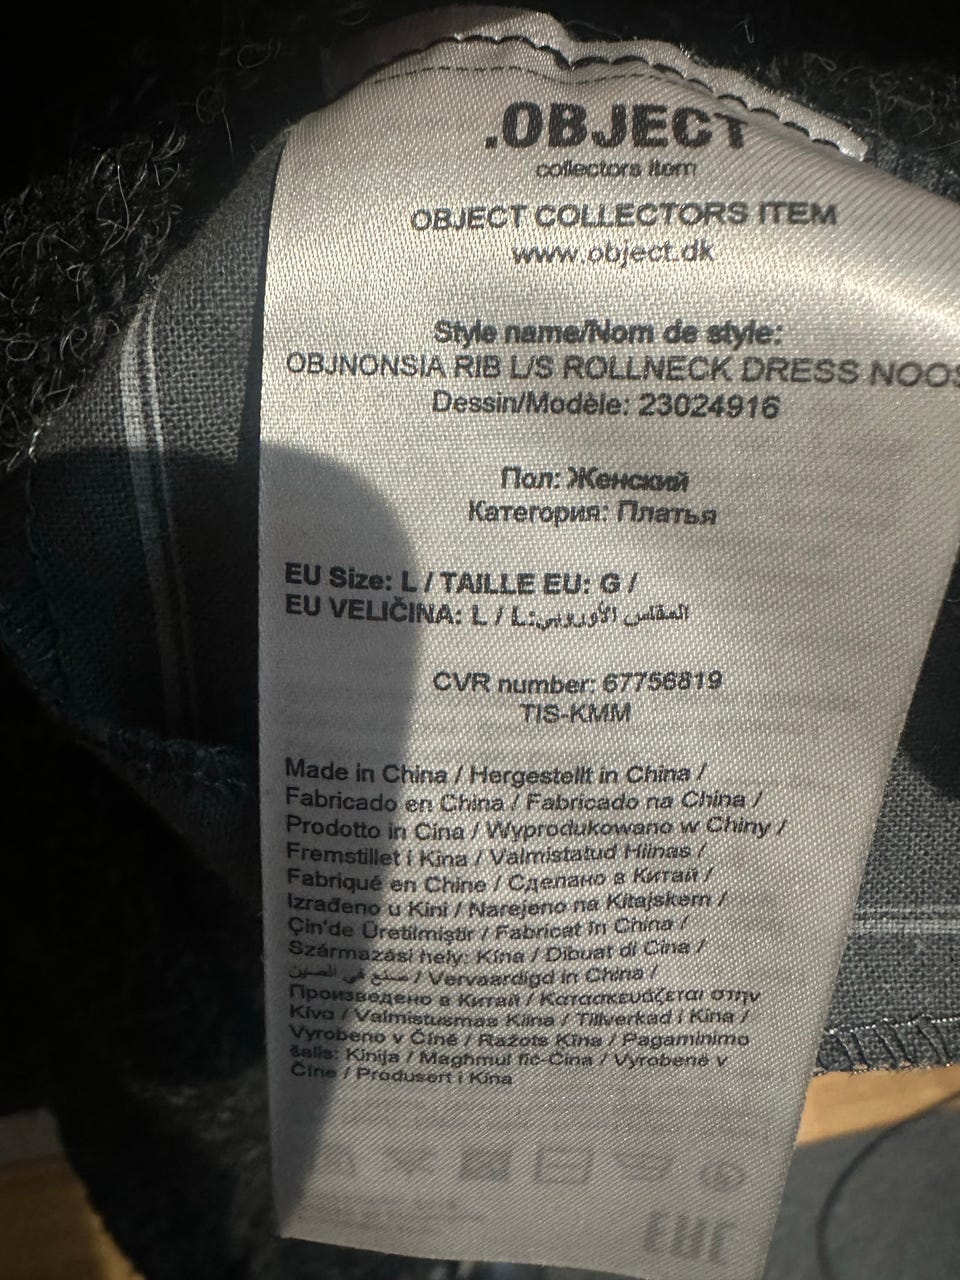 .OBJECT
collectors item
OBJECT COLLECTORS ITEM
www.object.dk
Style name/Nom de style:
OBJNONSIA RIB L/S ROLLNECK DRESS NOOS
Dessin/Modèle: 23024916
Пол: Женский
Категория: Платья
EU Size: L / TAILLE EU: G /
EU VELIČINA: L / L:المقاس الأوروبي
CVR number: 67756819
TIS-KMM
Made in China / Hergestellt in China /
Fabricado en China / Fabricado na China /
Prodotto in Cina / Wyprodukowano w Chiny /
Fremstillet i Kina / Valmistatud Hiinas /
Fabriqué en Chine / Сделано в Китай /
Izrađeno u Kini / Narejeno na Kitajskem /
Çin'de Üretilmiştir / Fabricat în China /
Származási hely: Kína / Dibuat di Cina /
صنع في الصين / Vervaardigd in China /
Произведено в Китай / Κατασκευάζεται στην
Κίνα / Valmistusmaa Kiina / Tillverkad i Kina /
Vyrobeno v Číně / Ražots Ķīna / Pagaminimo
šalis: Kinija / Magħmul fiċ-Ċina / Vyrobené v
Číne / Produsert i Kina
EAC